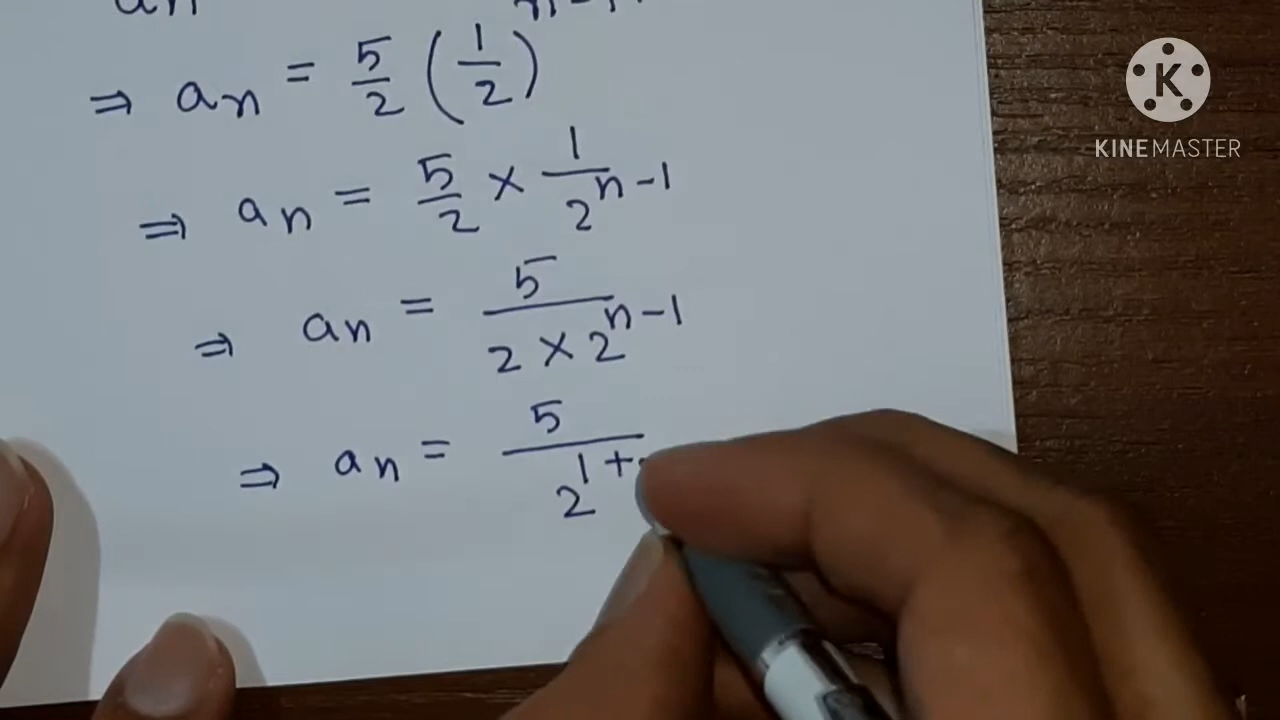 ⇒ an = 5/2 (1/2)
⇒ an = 5/2 × 1/2^n-1
⇒ an = 5/2×2^n-1
⇒ an = 5/2^1+
K
KINEMASTER